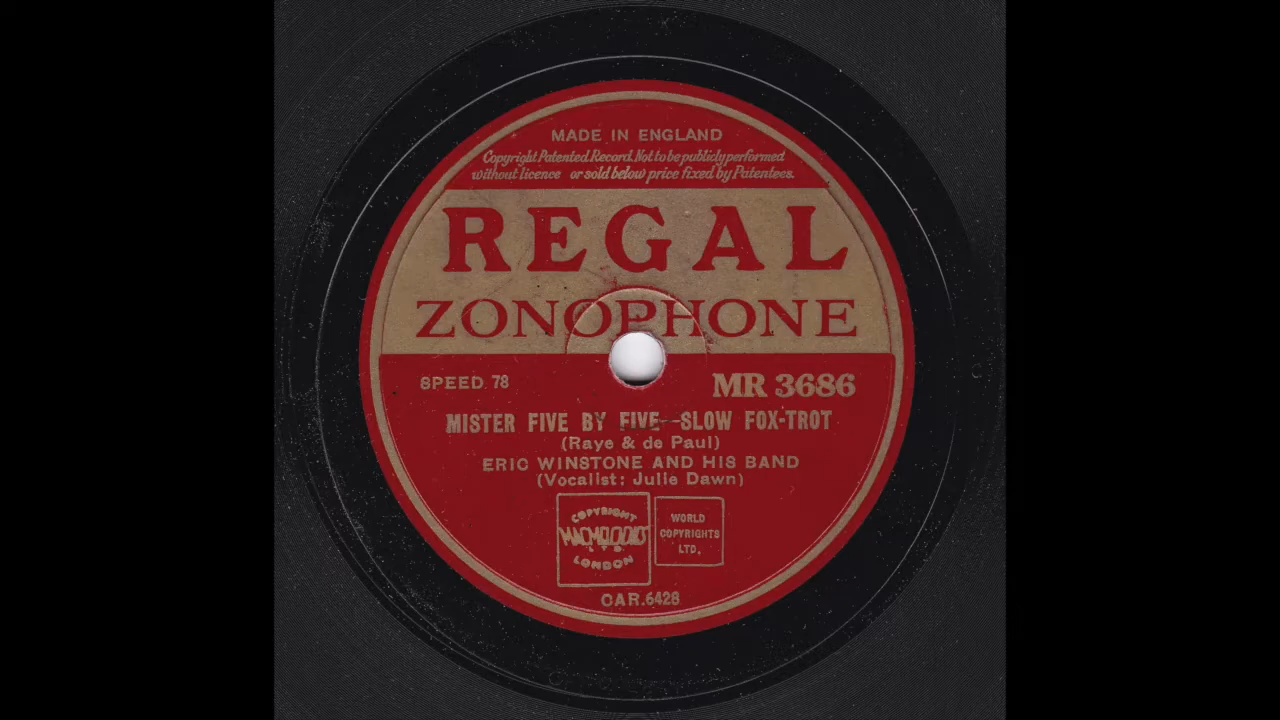 MADE IN ENGLAND
Copyright Patented Record. Not to be publicly performed
without licence or sold below price fixed by Patentees.
REGAL
ZONOPHONE
SPEED 78
MR 3686
MISTER FIVE BY FIVE—SLOW FOX-TROT
(Raye & de Paul)
ERIC WINSTONE AND HIS BAND
(Vocalist: Julie Dawn)
COPYRIGHT
MACMELODIES
LTD.
LONDON
WORLD
COPYRIGHTS
LTD.
CAR.6428